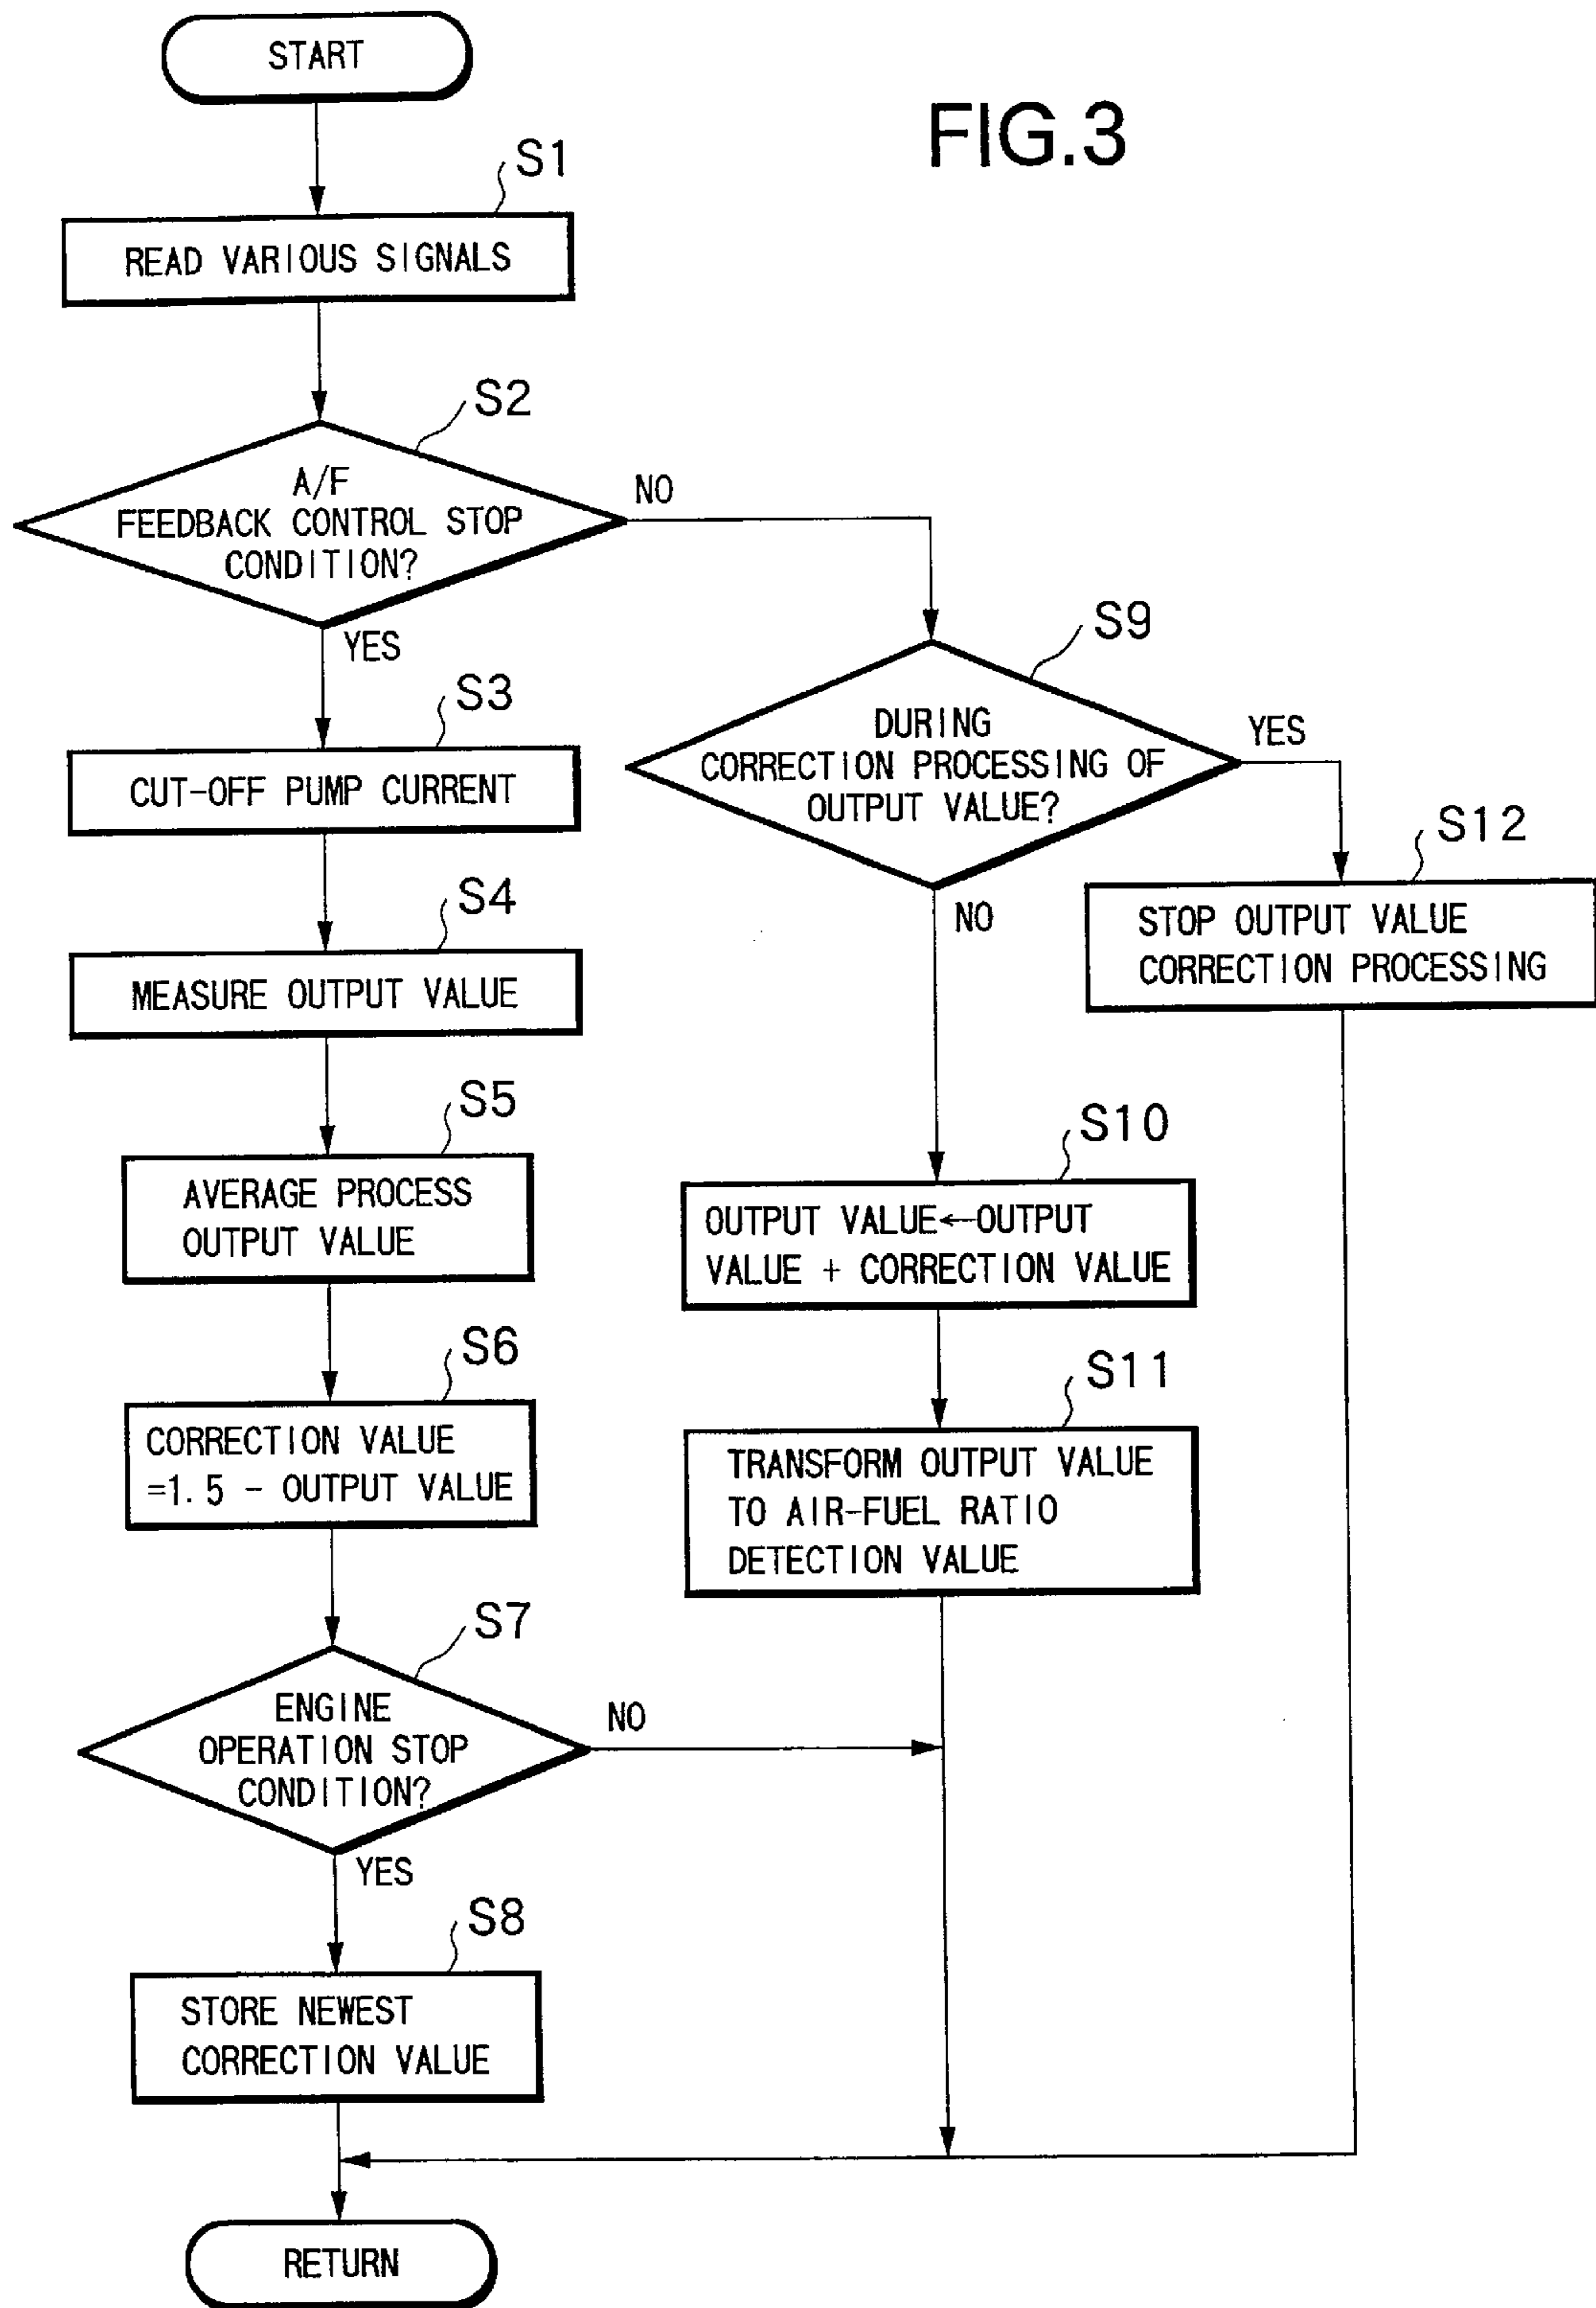 START
FIG.3
S1
READ VARIOUS SIGNALS
S2
A/F
FEEDBACK CONTROL STOP
CONDITION?
NO
YES
S3
CUT-OFF PUMP CURRENT
S4
MEASURE OUTPUT VALUE
S5
AVERAGE PROCESS
OUTPUT VALUE
S6
CORRECTION VALUE
=1.5 - OUTPUT VALUE
S7
ENGINE
OPERATION STOP
CONDITION?
NO
YES
S8
STORE NEWEST
CORRECTION VALUE
S9
DURING
CORRECTION PROCESSING OF
OUTPUT VALUE?
YES
NO
S10
OUTPUT VALUE←OUTPUT
VALUE + CORRECTION VALUE
S11
TRANSFORM OUTPUT VALUE
TO AIR-FUEL RATIO
DETECTION VALUE
S12
STOP OUTPUT VALUE
CORRECTION PROCESSING
RETURN